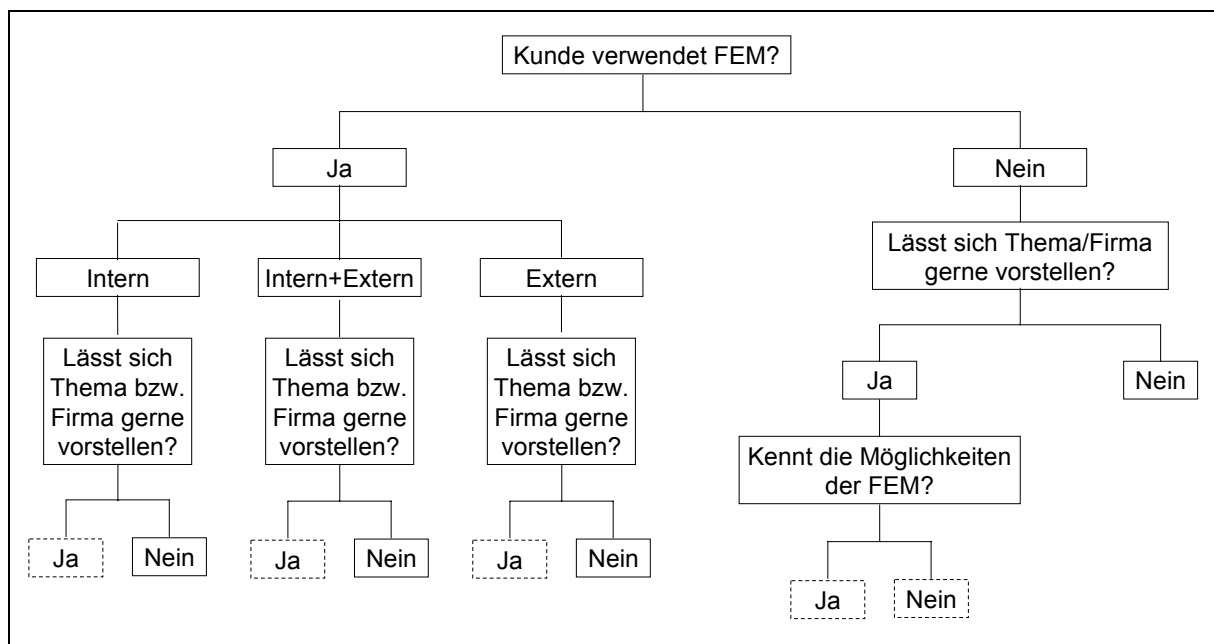 Kunde verwendet FEM?
Ja
Nein
Intern
Intern+Extern
Extern
Lässt sich Thema/Firma
gerne vorstellen?
Lässt sich
Thema bzw.
Firma gerne
vorstellen?
Lässt sich
Thema bzw.
Firma gerne
vorstellen?
Lässt sich
Thema bzw.
Firma gerne
vorstellen?
Ja
Nein
Kennt die Möglichkeiten
der FEM?
Ja
Nein
Ja
Nein
Ja
Nein
Ja
Nein